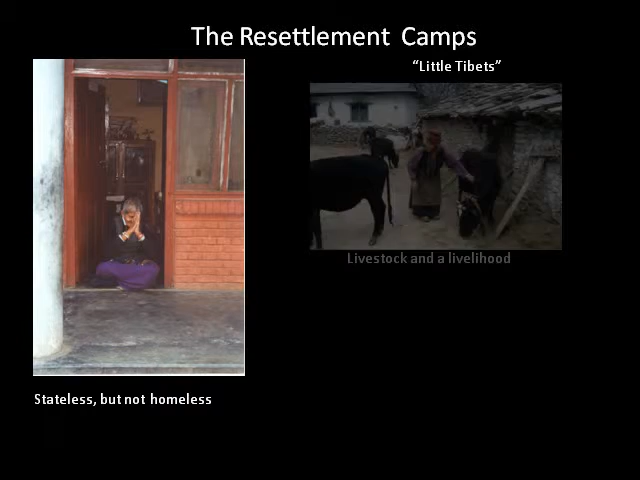 The Resettlement Camps
“Little Tibets”
Livestock and a livelihood
Stateless, but not homeless